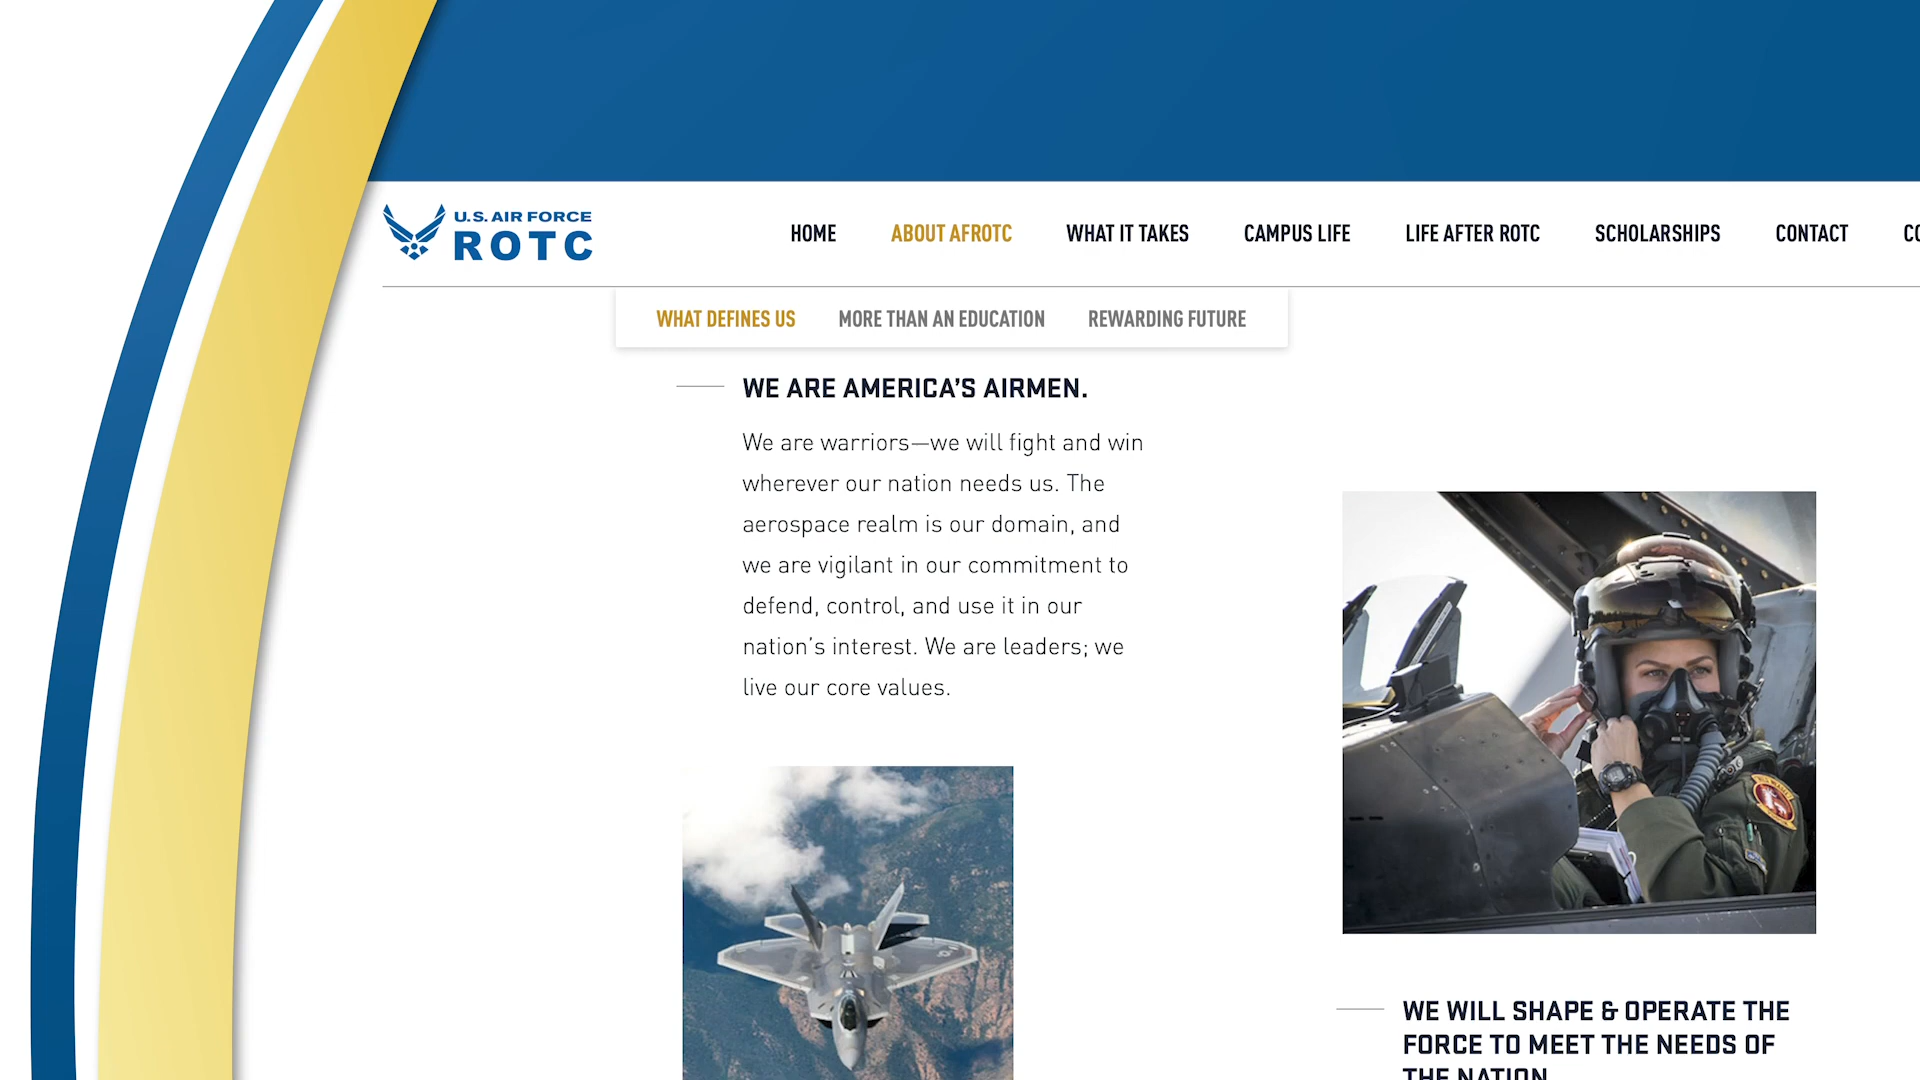 U.S. AIR FORCE
ROTC
HOME
ABOUT AFROTC
WHAT IT TAKES
CAMPUS LIFE
LIFE AFTER ROTC
SCHOLARSHIPS
CONTACT
WHAT DEFINES US
MORE THAN AN EDUCATION
REWARDING FUTURE
WE ARE AMERICA’S AIRMEN.
We are warriors—we will fight and win
wherever our nation needs us. The
aerospace realm is our domain, and
we are vigilant in our commitment to
defend, control, and use it in our
nation’s interest. We are leaders; we
live our core values.
WE WILL SHAPE & OPERATE THE
FORCE TO MEET THE NEEDS OF
THE NATION